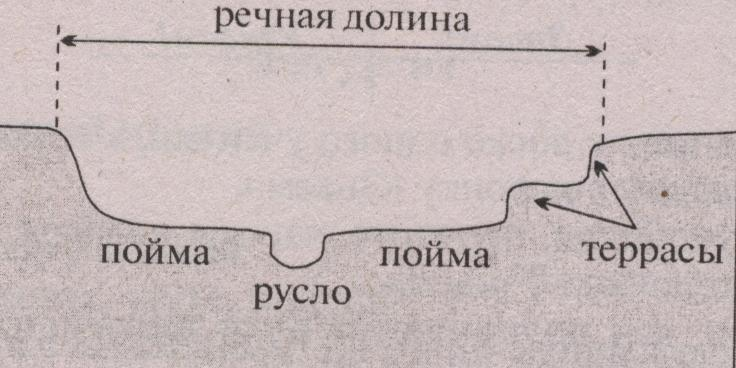 речная долина
пойма
пойма
террасы
русло